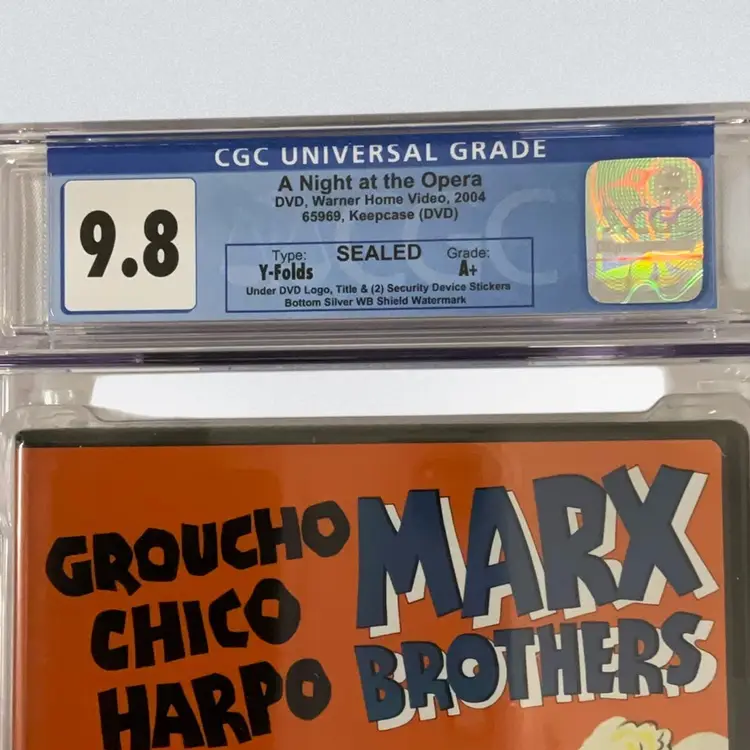 CGC UNIVERSAL GRADE
9.8
A Night at the Opera
DVD, Warner Home Video, 2004
65969, Keepcase (DVD)
Type: SEALED Grade:
Y-Folds A+
Under DVD Logo, Title & (2) Security Device Stickers
Bottom Silver WB Shield Watermark
CGC
GROUCHO
CHICO
HARPO
MARX
BROTHERS